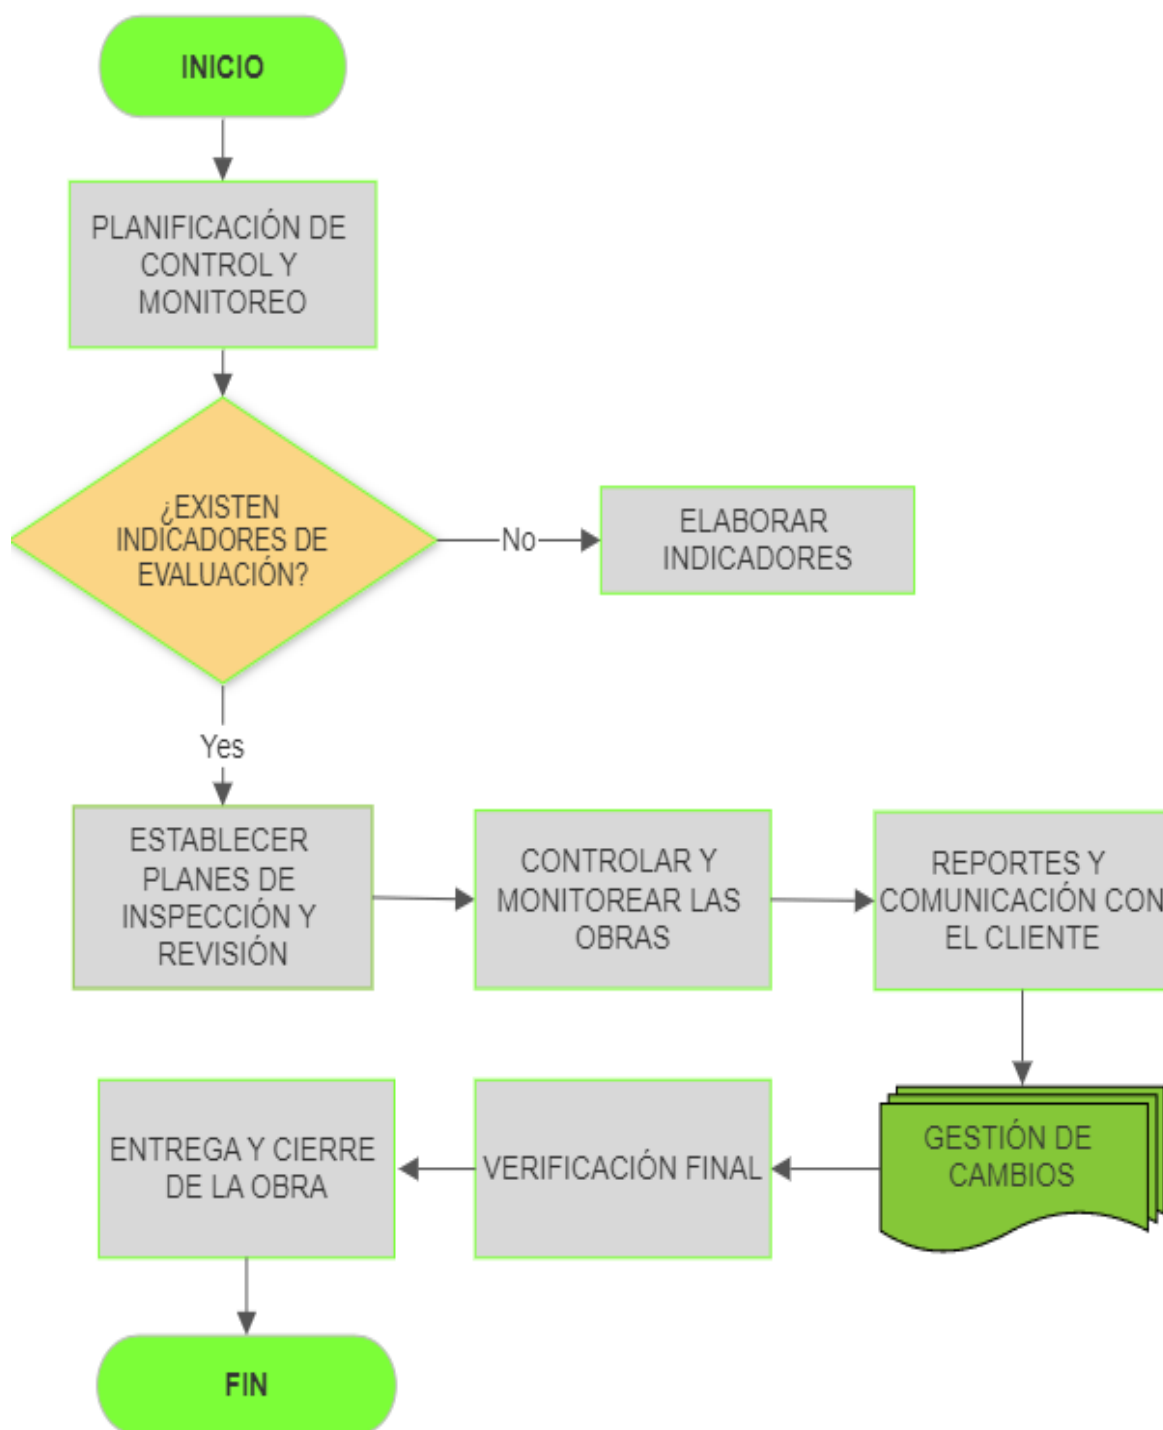 INICIO
PLANIFICACIÓN DE
CONTROL Y
MONITOREO
¿EXISTEN
INDICADORES DE
EVALUACIÓN?
No
ELABORAR
INDICADORES
Yes
ESTABLECER
PLANES DE
INSPECCIÓN Y
REVISIÓN
CONTROLAR Y
MONITOREAR LAS
OBRAS
REPORTES Y
COMUNICACIÓN CON
EL CLIENTE
GESTIÓN DE
CAMBIOS
VERIFICACIÓN FINAL
ENTREGA Y CIERRE
DE LA OBRA
FIN